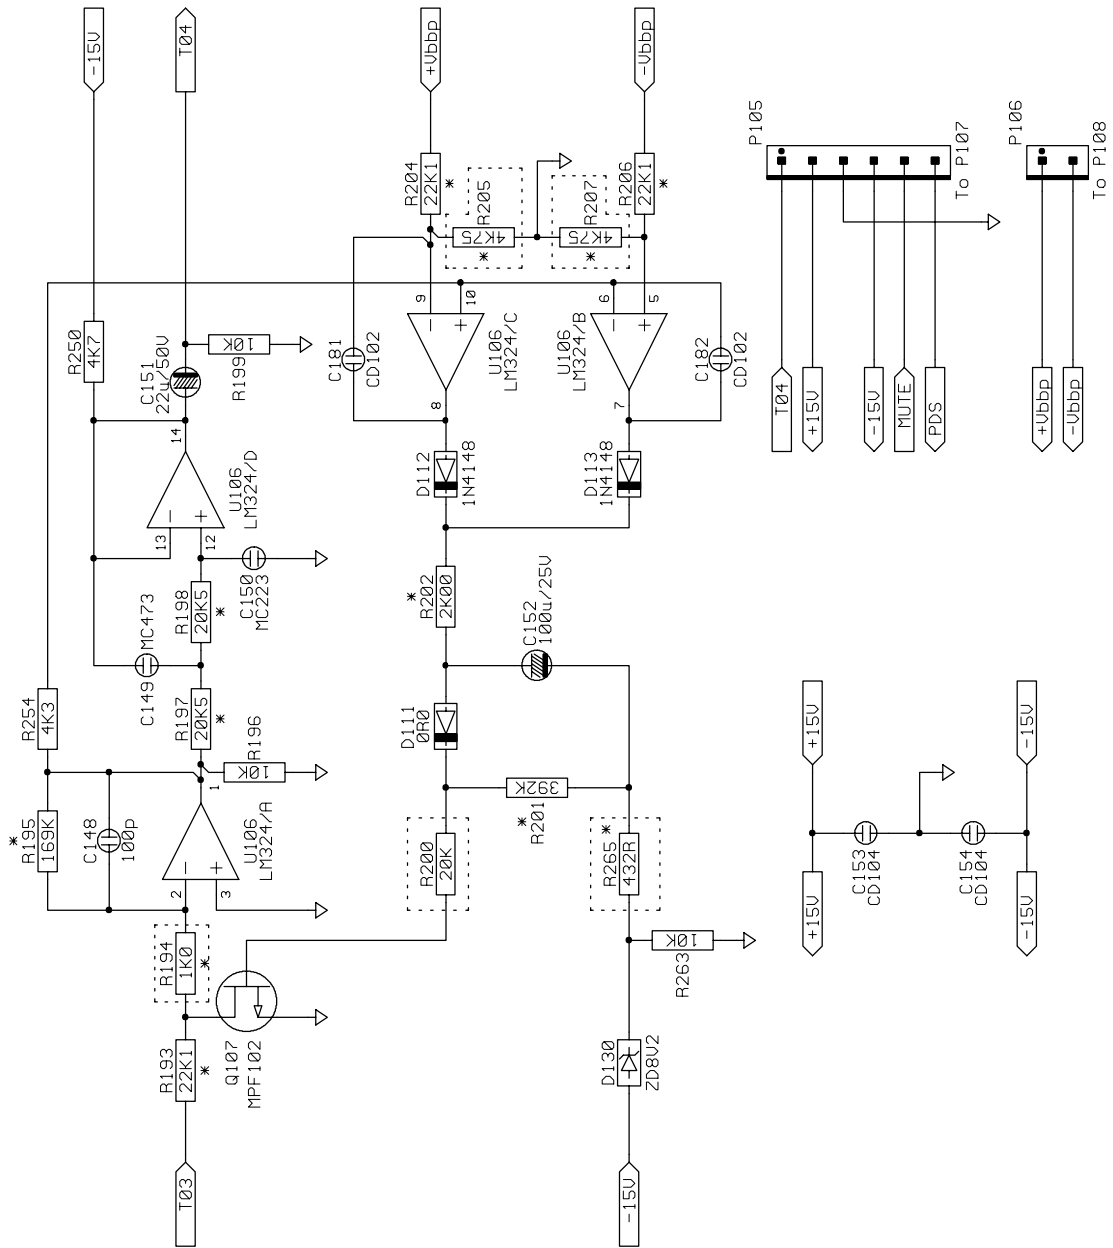 -15V
T04
+Vbbp
-Vbbp
R250
4K7
C151
22u/50V
R199
10K
14
U106
LM324/D
13
12
C150
MC223
R198
20K5
*
C149
MC473
R197
20K5
*
R196
10K
R254
4K3
R195
169K
*
C148
100p
1
U106
LM324/A
2
3
R194
1K0
*
R193
22K1
*
Q107
MPF102
T03
R204
22K1
*
R205
4K75
*
R207
4K75
*
R206
22K1
*
9
10
6
5
C181
CD102
U106
LM324/C
U106
LM324/B
C182
CD102
8
7
D112
1N4148
D113
1N4148
R202
2K00
*
C152
100u/25V
D111
0R0
R201
392K
*
R200
20K
R265
432R
*
R263
10K
D130
ZD8V2
-15V
P105
To P107
T04
+15V
-15V
MUTE
PDS
P106
To P108
+Vbbp
-Vbbp
+15V
-15V
C153
CD104
C154
CD104
+15V
-15V